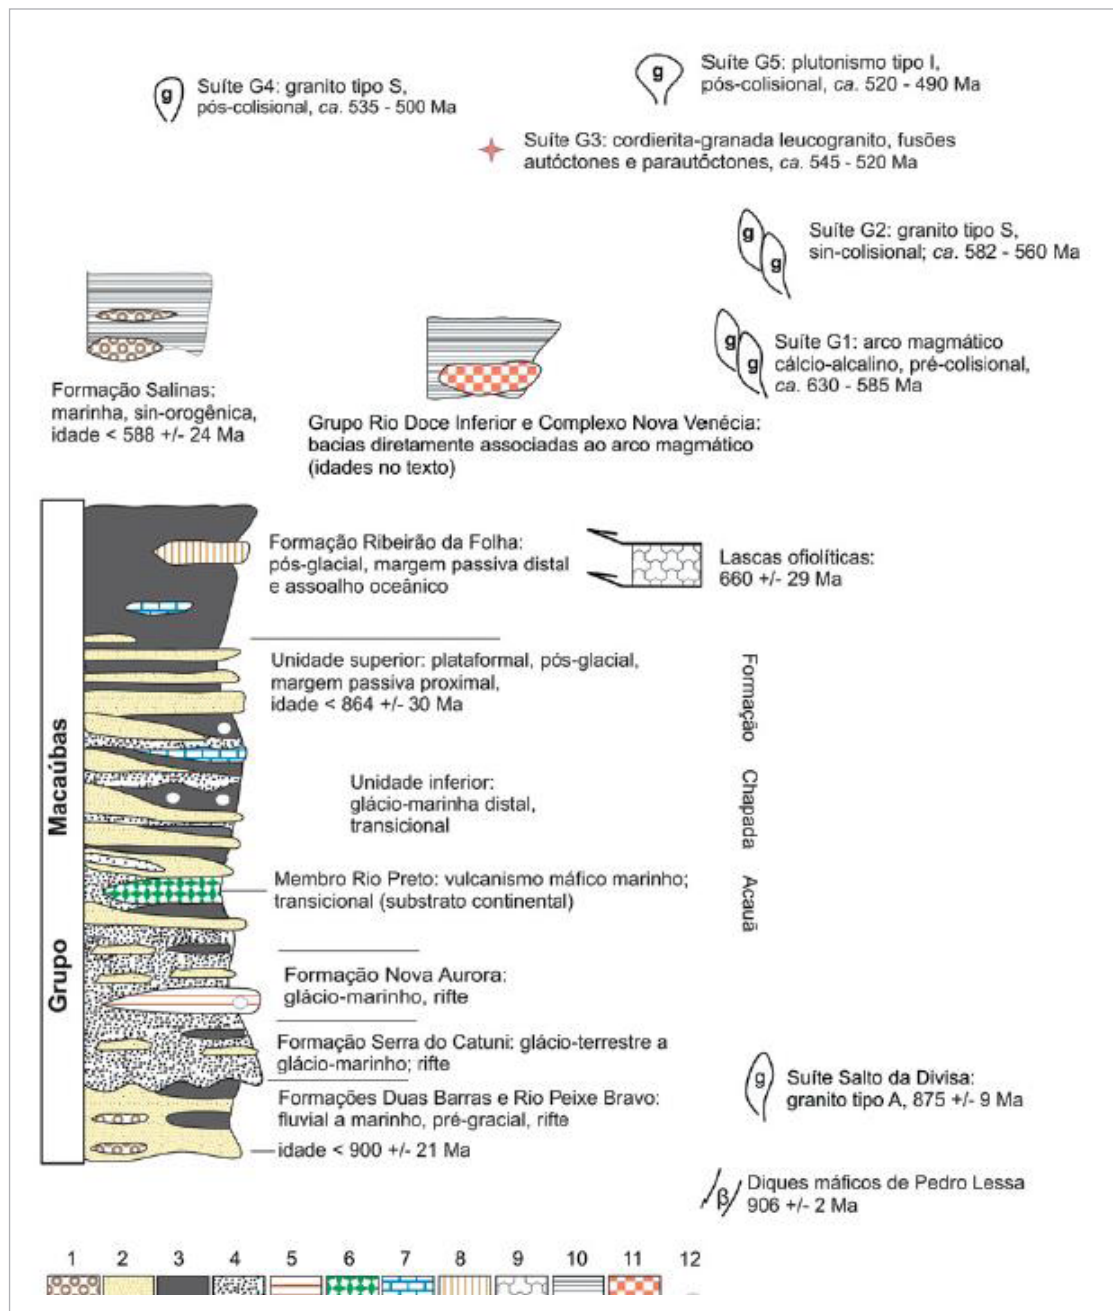 g
Suíte G4: granito tipo S,
pós-colisional, ca. 535 - 500 Ma
g
Suíte G5: plutonismo tipo I,
pós-colisional, ca. 520 - 490 Ma
Suíte G3: cordierita-granada leucogranito, fusões
autóctones e parautóctones, ca. 545 - 520 Ma
g
g
Suíte G2: granito tipo S,
sin-colisional; ca. 582 - 560 Ma
g
g
Suíte G1: arco magmático
cálcio-alcalino, pré-colisional,
ca. 630 - 585 Ma
Formação Salinas:
marinha, sin-orogênica,
idade < 588 +/- 24 Ma
Grupo Rio Doce Inferior e Complexo Nova Venécia:
bacias diretamente associadas ao arco magmático
(idades no texto)
Grupo Macaúbas
Formação Ribeirão da Folha:
pós-glacial, margem passiva distal
e assoalho oceânico
Lascas ofiolíticas:
660 +/- 29 Ma
Unidade superior: plataformal, pós-glacial,
margem passiva proximal,
idade < 864 +/- 30 Ma
Formação Chapada Acauã
Unidade inferior:
glácio-marinha distal,
transicional
Membro Rio Preto: vulcanismo máfico marinho;
transicional (substrato continental)
Formação Nova Aurora:
glácio-marinho, rifte
Formação Serra do Catuni: glácio-terrestre a
glácio-marinho; rifte
Formações Duas Barras e Rio Peixe Bravo:
fluvial a marinho, pré-gracial, rifte
idade < 900 +/- 21 Ma
g
Suíte Salto da Divisa:
granito tipo A, 875 +/- 9 Ma
β
Diques máficos de Pedro Lessa
906 +/- 2 Ma
1 2 3 4 5 6 7 8 9 10 11 12